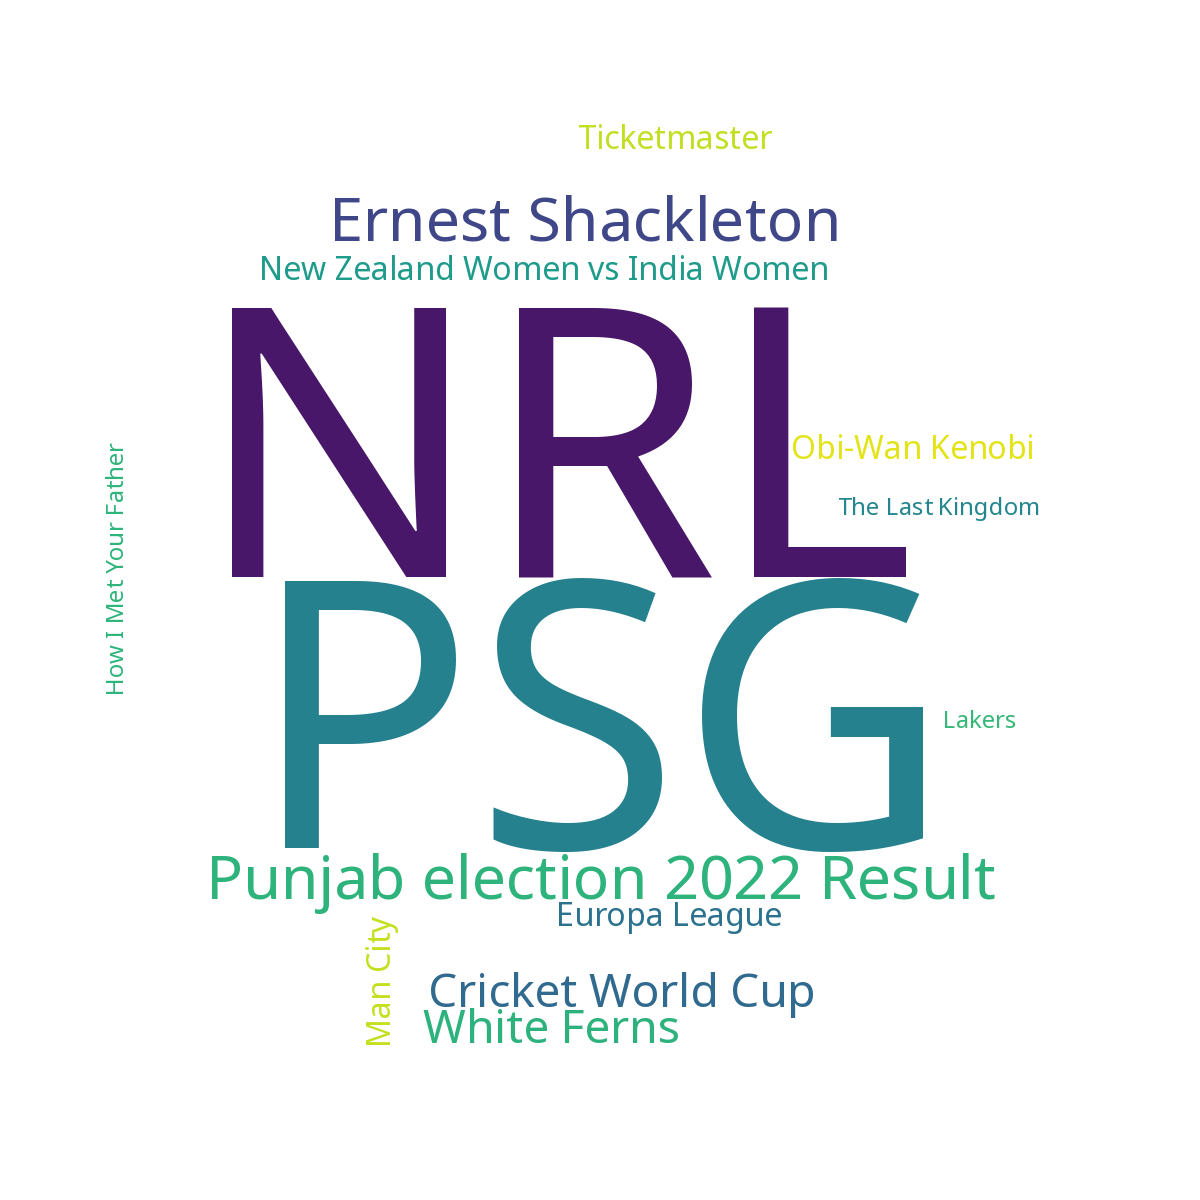 Ticketmaster
Ernest Shackleton
New Zealand Women vs India Women
NRL
Obi-Wan Kenobi
The Last Kingdom
How I Met Your Father
PSG
Lakers
Punjab election 2022 Result
Europa League
Man City
Cricket World Cup
White Ferns